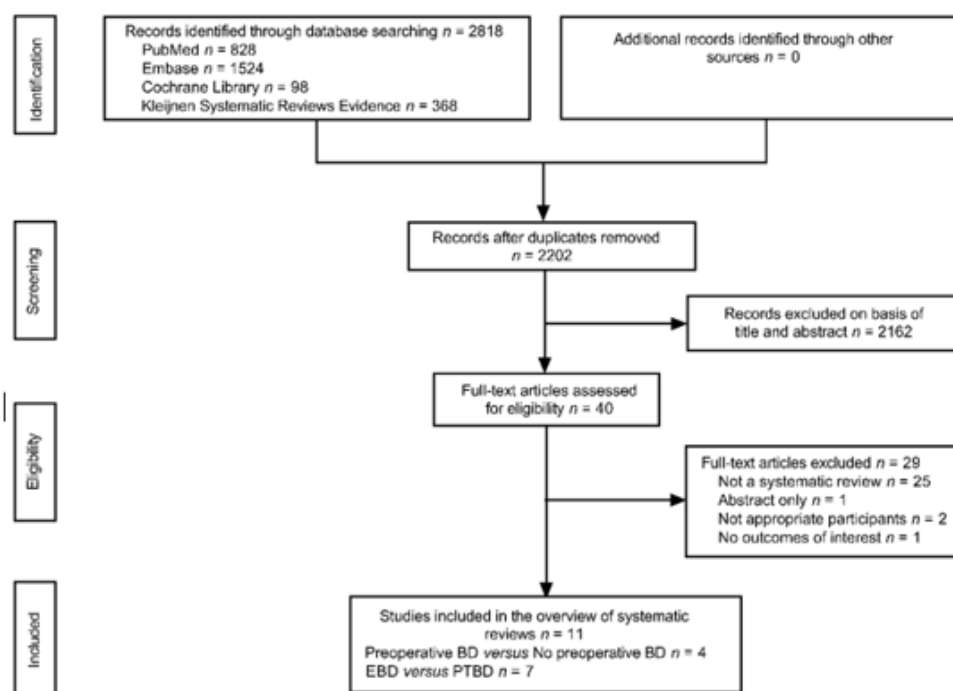 Identification
Records identified through database searching n = 2818
PubMed n = 828
Embase n = 1524
Cochrane Library n = 98
Kleijnen Systematic Reviews Evidence n = 368
Additional records identified through other
sources n = 0
Screening
Records after duplicates removed
n = 2202
Records excluded on basis of
title and abstract n = 2162
Eligibility
Full-text articles assessed
for eligibility n = 40
Full-text articles excluded n = 29
Not a systematic review n = 25
Abstract only n = 1
Not appropriate participants n = 2
No outcomes of interest n = 1
Included
Studies included in the overview of systematic
reviews n = 11
Preoperative BD versus No preoperative BD n = 4
EBD versus PTBD n = 7